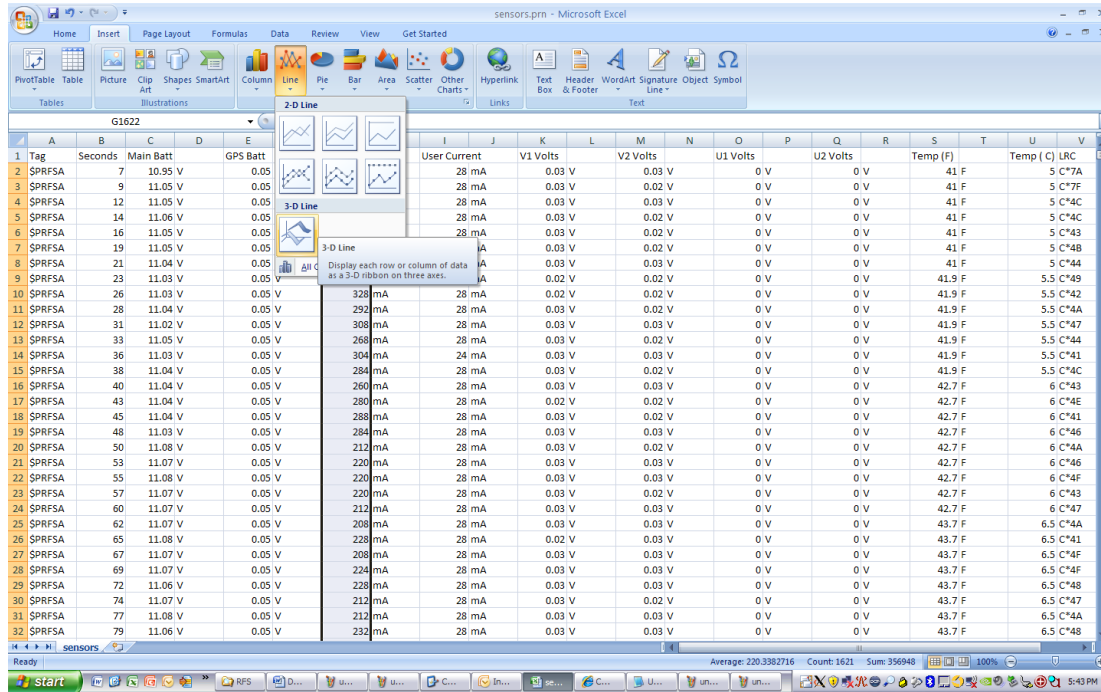 sensors.prn - Microsoft Excel
Home Insert Page Layout Formulas Data Review View Get Started
PivotTable Table Picture Clip Art Shapes SmartArt Column Line Pie Bar Area Scatter Other Charts Hyperlink Text Box Header & Footer WordArt Signature Line Object Symbol
Tables Illustrations Links Text
2-D Line
G1622
A B C D E I J K L M N O P Q R S T U V
1 Tag Seconds Main Batt GPS Batt User Current V1 Volts V2 Volts U1 Volts U2 Volts Temp (F) Temp ( C) LRC
2 $PRFSA 7 10.95 V 0.05 28 mA 0.03 V 0.03 V 0 V 0 V 41 F 5 C*7A
3 $PRFSA 9 11.05 V 0.05 28 mA 0.03 V 0.02 V 0 V 0 V 41 F 5 C*7F
4 $PRFSA 12 11.05 V 0.05 28 mA 0.03 V 0.03 V 0 V 0 V 41 F 5 C*4C
3-D Line
5 $PRFSA 14 11.06 V 0.05 28 mA 0.03 V 0.02 V 0 V 0 V 41 F 5 C*4C
6 $PRFSA 16 11.05 V 0.05 28 mA 0.03 V 0.03 V 0 V 0 V 41 F 5 C*43
3-D Line
7 $PRFSA 19 11.05 V 0.05 0.03 V 0.03 V 0 V 0 V 41 F 5 C*4B
Display each row or column of data
as a 3-D ribbon on three axes.
8 $PRFSA 21 11.04 V 0.05 0.03 V 0.03 V 0 V 0 V 41 F 5 C*44
9 $PRFSA 23 11.03 V 0.05 0.02 V 0.02 V 0 V 0 V 41.9 F 5.5 C*49
10 $PRFSA 26 11.03 V 0.05 V 328 mA 28 mA 0.02 V 0.02 V 0 V 0 V 41.9 F 5.5 C*42
11 $PRFSA 28 11.04 V 0.05 V 292 mA 28 mA 0.03 V 0.02 V 0 V 0 V 41.9 F 5.5 C*4A
12 $PRFSA 31 11.02 V 0.05 V 308 mA 28 mA 0.03 V 0.03 V 0 V 0 V 41.9 F 5.5 C*47
13 $PRFSA 33 11.05 V 0.05 V 268 mA 28 mA 0.03 V 0.02 V 0 V 0 V 41.9 F 5.5 C*44
14 $PRFSA 36 11.03 V 0.05 V 304 mA 24 mA 0.03 V 0.03 V 0 V 0 V 41.9 F 5.5 C*41
15 $PRFSA 38 11.04 V 0.05 V 284 mA 28 mA 0.03 V 0.02 V 0 V 0 V 41.9 F 5.5 C*4C
16 $PRFSA 40 11.04 V 0.05 V 260 mA 28 mA 0.03 V 0.03 V 0 V 0 V 42.7 F 6 C*43
17 $PRFSA 43 11.04 V 0.05 V 280 mA 28 mA 0.02 V 0.02 V 0 V 0 V 42.7 F 6 C*4E
18 $PRFSA 45 11.04 V 0.05 V 288 mA 28 mA 0.03 V 0.02 V 0 V 0 V 42.7 F 6 C*41
19 $PRFSA 48 11.03 V 0.05 V 284 mA 28 mA 0.03 V 0.03 V 0 V 0 V 42.7 F 6 C*46
20 $PRFSA 50 11.08 V 0.05 V 212 mA 28 mA 0.03 V 0.02 V 0 V 0 V 42.7 F 6 C*4A
21 $PRFSA 53 11.07 V 0.05 V 220 mA 28 mA 0.03 V 0.03 V 0 V 0 V 42.7 F 6 C*46
22 $PRFSA 55 11.08 V 0.05 V 220 mA 28 mA 0.03 V 0.03 V 0 V 0 V 42.7 F 6 C*4F
23 $PRFSA 57 11.07 V 0.05 V 220 mA 28 mA 0.03 V 0.02 V 0 V 0 V 42.7 F 6 C*43
24 $PRFSA 60 11.07 V 0.05 V 212 mA 28 mA 0.03 V 0.03 V 0 V 0 V 42.7 F 6 C*47
25 $PRFSA 62 11.07 V 0.05 V 208 mA 28 mA 0.03 V 0.03 V 0 V 0 V 43.7 F 6.5 C*4A
26 $PRFSA 65 11.08 V 0.05 V 228 mA 28 mA 0.02 V 0.03 V 0 V 0 V 43.7 F 6.5 C*41
27 $PRFSA 67 11.07 V 0.05 V 208 mA 28 mA 0.03 V 0.03 V 0 V 0 V 43.7 F 6.5 C*4F
28 $PRFSA 69 11.07 V 0.05 V 224 mA 28 mA 0.03 V 0.03 V 0 V 0 V 43.7 F 6.5 C*4F
29 $PRFSA 72 11.06 V 0.05 V 228 mA 28 mA 0.03 V 0.03 V 0 V 0 V 43.7 F 6.5 C*48
30 $PRFSA 74 11.07 V 0.05 V 212 mA 28 mA 0.03 V 0.02 V 0 V 0 V 43.7 F 6.5 C*47
31 $PRFSA 77 11.08 V 0.05 V 212 mA 28 mA 0.03 V 0.03 V 0 V 0 V 43.7 F 6.5 C*4A
32 $PRFSA 79 11.06 V 0.05 V 232 mA 28 mA 0.03 V 0.03 V 0 V 0 V 43.7 F 6.5 C*48
sensors
Ready Average: 220.3382716 Count: 1621 Sum: 356948 100%
start RFS D... u... u... C... In... se... C... U... un... un... 5:43 PM